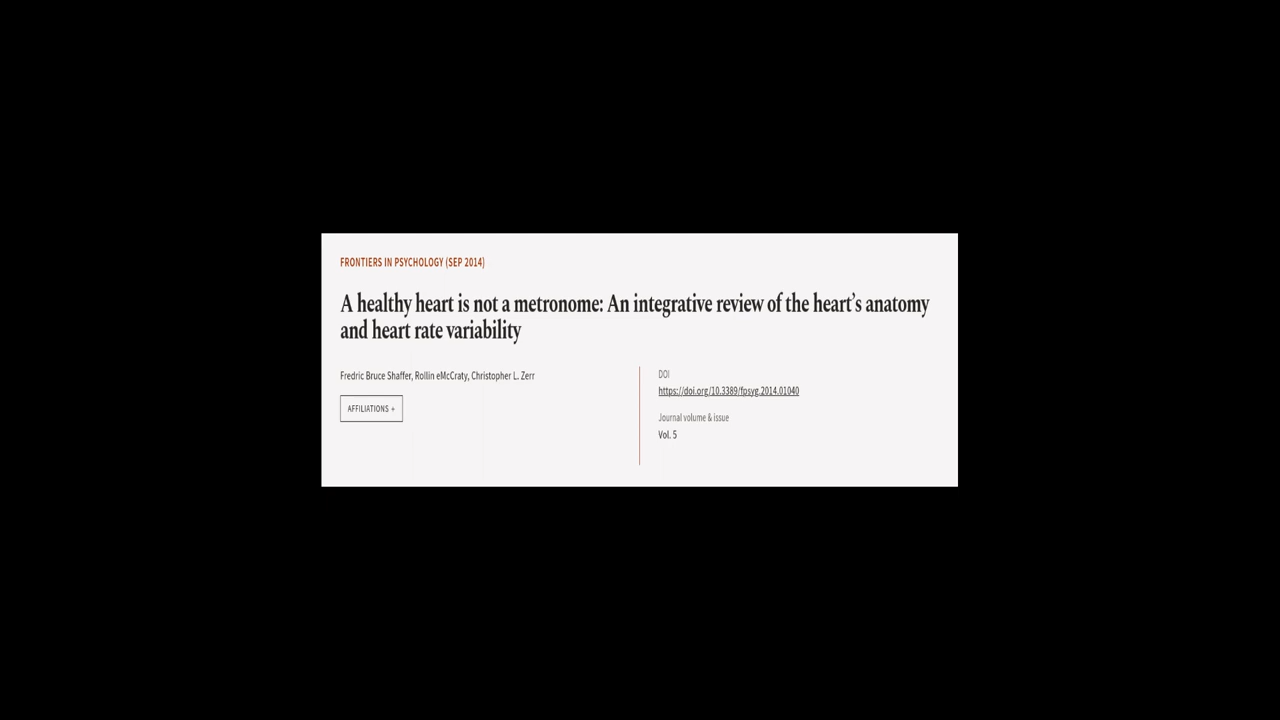 FRONTIERS IN PSYCHOLOGY (SEP 2014)
A healthy heart is not a metronome: An integrative review of the heart's anatomy
and heart rate variability
Fredric Bruce Shaffer, Rollin eMcCraty, Christopher L. Zerr
AFFILIATIONS +
DOI
https://doi.org/10.3389/fpsyg.2014.01040
Journal volume & issue
Vol. 5